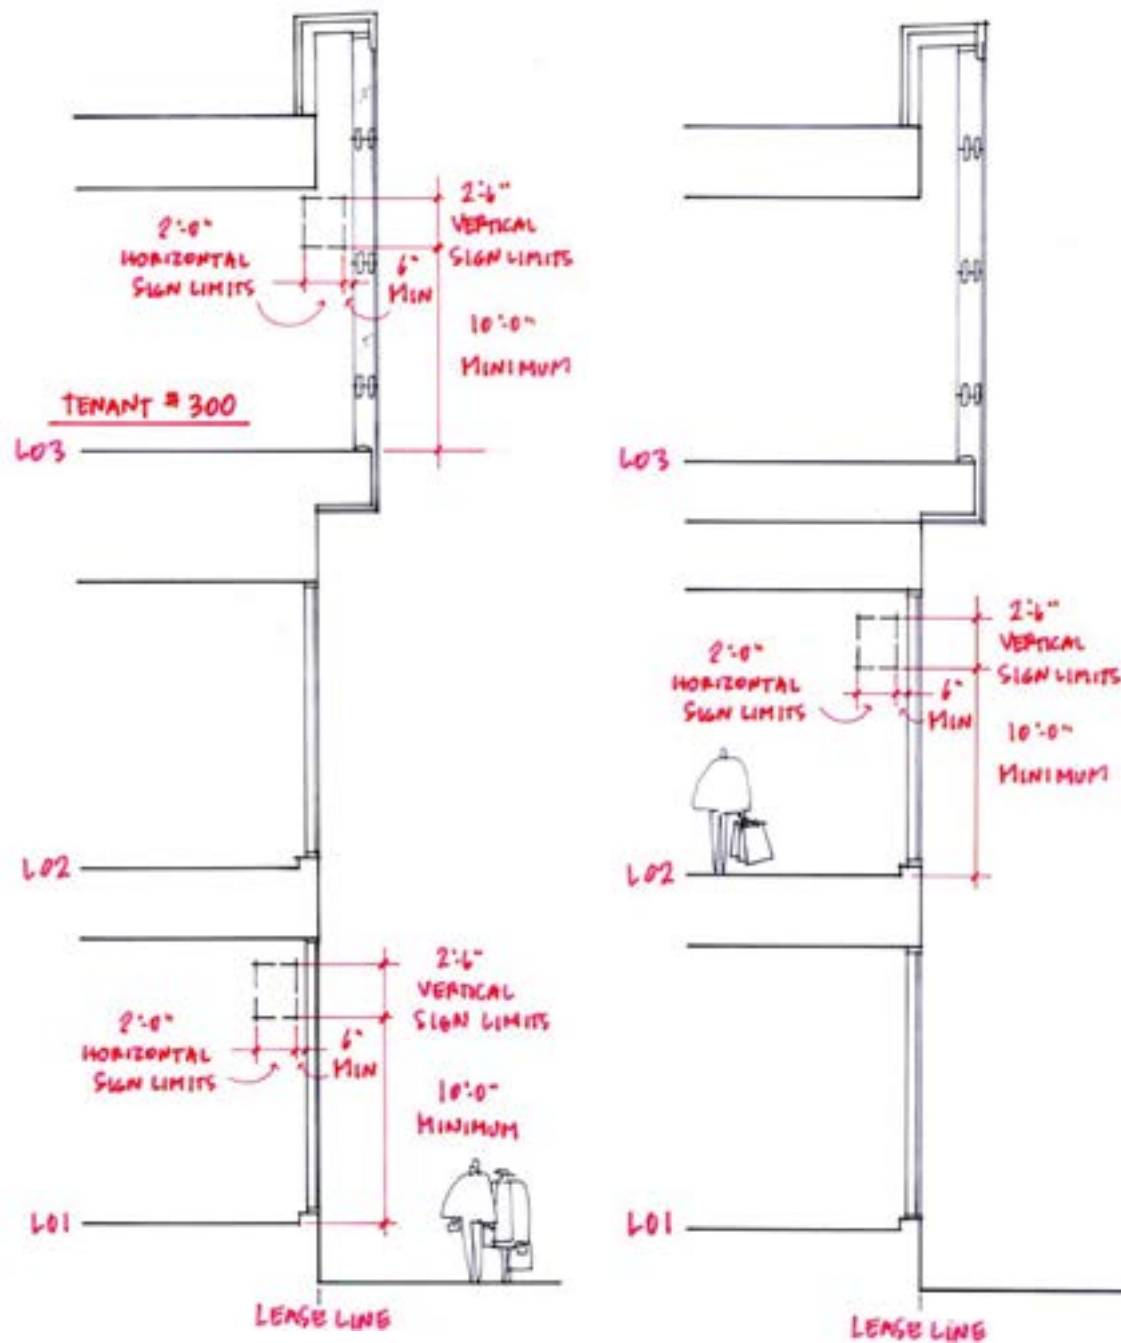 2'-6"
VERTICAL
SIGN LIMITS
2'-0"
HORIZONTAL
SIGN LIMITS
6"
MIN
10'-0"
MINIMUM
TENANT #300
L03
L02
2'-6"
VERTICAL
SIGN LIMITS
2'-0"
HORIZONTAL
SIGN LIMITS
6"
MIN
10'-0"
MINIMUM
L01
LEASE LINE
L03
2'-6"
VERTICAL
SIGN LIMITS
2'-0"
HORIZONTAL
SIGN LIMITS
6"
MIN
10'-0"
MINIMUM
L02
L01
LEASE LINE